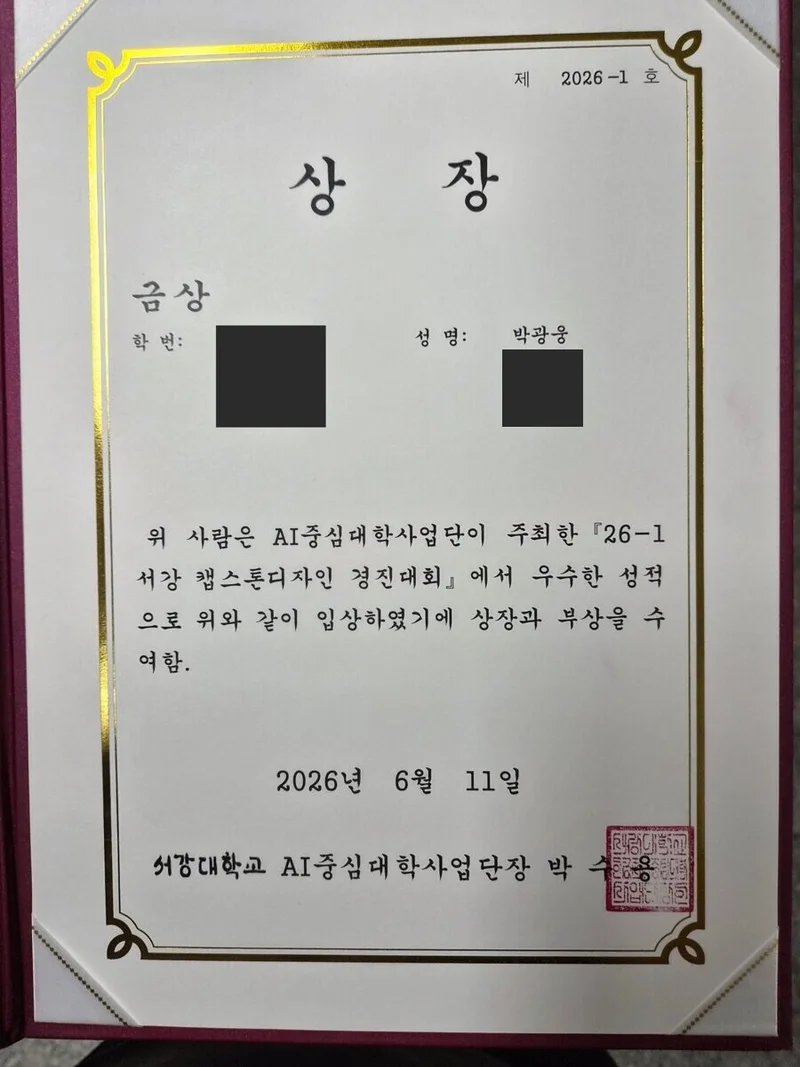 제 2026-1 호
상 장
금상
학 번:
성 명: 박광웅
위 사람은 AI중심대학사업단이 주최한 『26-1
서강 캡스톤디자인 경진대회』에서 우수한 성적
으로 위와 같이 입상하였기에 상장과 부상을 수
여함.
2026년 6월 11일
서강대학교 AI중심대학사업단장 박 수 용